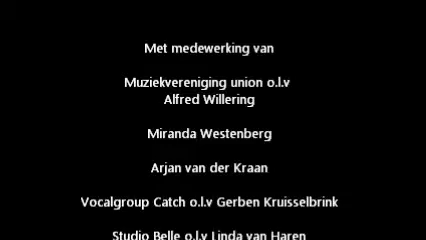 Met medewerking van
Muziekvereniging union o.l.v
Alfred Willering
Miranda Westenberg
Arjan van der Kraan
Vocalgroup Catch o.l.v Gerben Kruisselbrink
Studio Belle o.l.v Linda van Haren